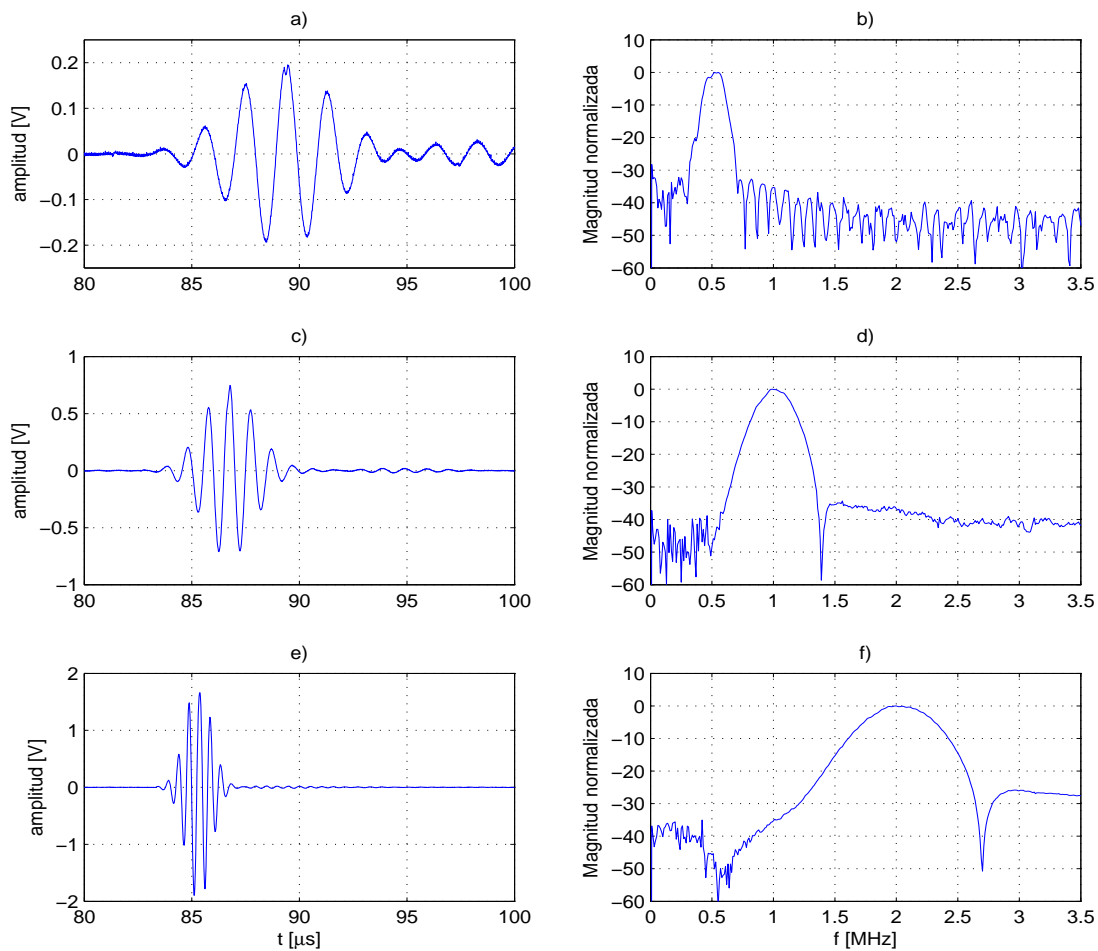 a)
amplitud [V]
0.2
0.1
0
−0.1
−0.2
80 85 90 95 100
b)
Magnitud normalizada
10
0
−10
−20
−30
−40
−50
−60
0 0.5 1 1.5 2 2.5 3 3.5
c)
amplitud [V]
1
0.5
0
−0.5
−1
80 85 90 95 100
d)
Magnitud normalizada
10
0
−10
−20
−30
−40
−50
−60
0 0.5 1 1.5 2 2.5 3 3.5
e)
amplitud [V]
2
1
0
−1
−2
80 85 90 95 100
t [μs]
f)
Magnitud normalizada
10
0
−10
−20
−30
−40
−50
−60
0 0.5 1 1.5 2 2.5 3 3.5
f [MHz]